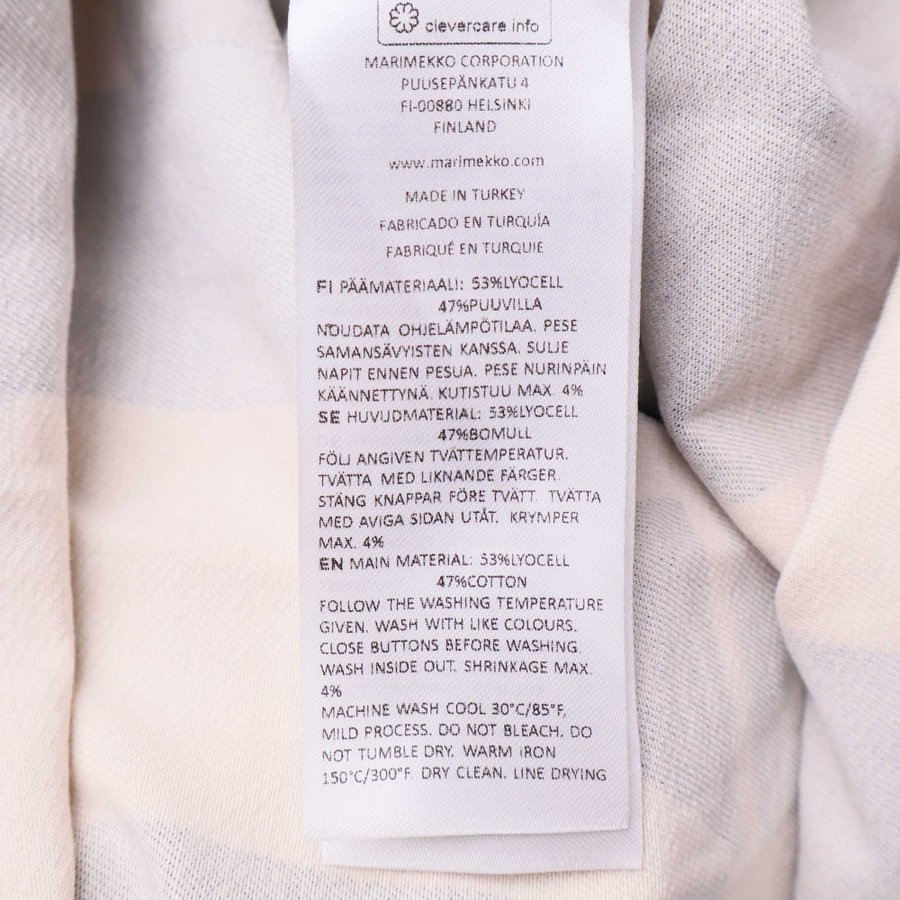 clevercare.info
MARIMEKKO CORPORATION
PUUSEPÄNKATU 4
FI-00880 HELSINKI
FINLAND
www.marimekko.com
MADE IN TURKEY
FABRICADO EN TURQUÍA
FABRIQUÉ EN TURQUIE
FI PÄÄMATERIAALI: 53%LYOCELL
47%PUUVILLA
NOUDATA OHJELÄMPÖTILAA. PESE
SAMANSÄVYISTEN KANSSA. SULJE
NAPIT ENNEN PESUA. PESE NURINPÄIN
KÄÄNNETTYNÄ. KUTISTUU MAX. 4%
SE HUVUDMATERIAL: 53%LYOCELL
47%BOMULL
FÖLJ ANGIVEN TVÄTTEMPERATUR.
TVÄTTA MED LIKNANDE FÄRGER.
STÄNG KNAPPAR FÖRE TVÄTT. TVÄTTA
MED AVIGA SIDAN UTÅT. KRYMPER
MAX. 4%
EN MAIN MATERIAL: 53%LYOCELL
47%COTTON
FOLLOW THE WASHING TEMPERATURE
GIVEN. WASH WITH LIKE COLOURS.
CLOSE BUTTONS BEFORE WASHING.
WASH INSIDE OUT. SHRINKAGE MAX.
4%
MACHINE WASH COOL 30°C/85°F,
MILD PROCESS. DO NOT BLEACH. DO
NOT TUMBLE DRY. WARM IRON
150°C/300°F. DRY CLEAN. LINE DRYING